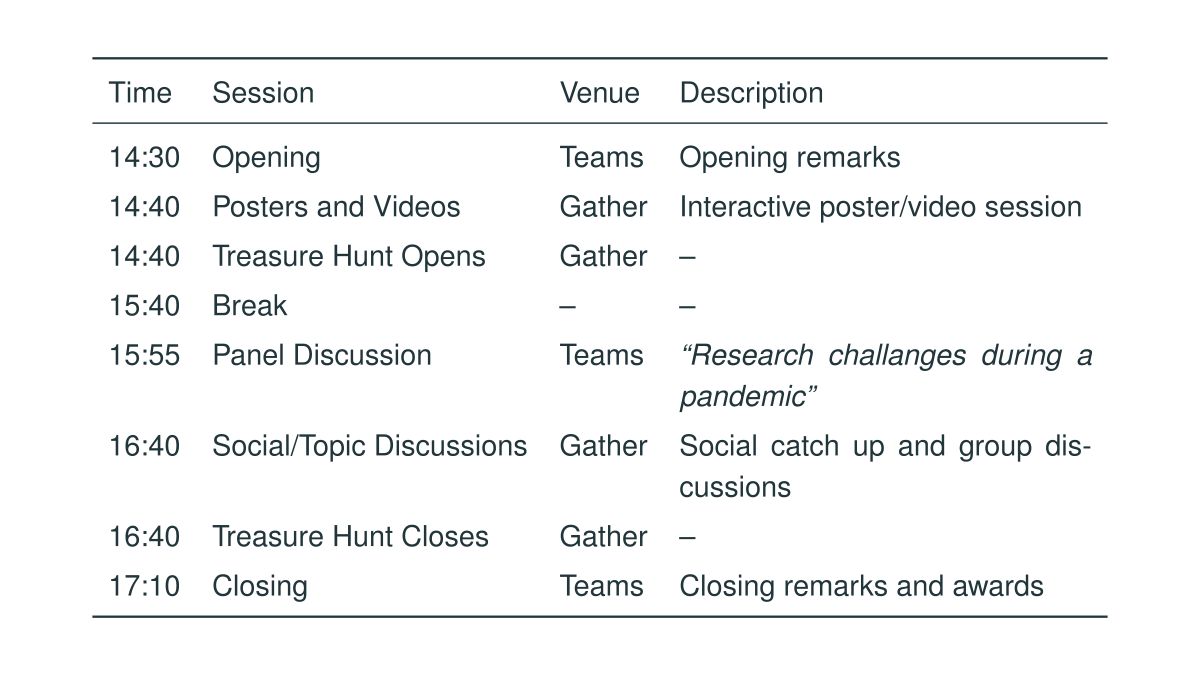 Time Session Venue Description
14:30 Opening Teams Opening remarks
14:40 Posters and Videos Gather Interactive poster/video session
14:40 Treasure Hunt Opens Gather –
15:40 Break – –
15:55 Panel Discussion Teams “Research challanges during a
pandemic”
16:40 Social/Topic Discussions Gather Social catch up and group dis-
cussions
16:40 Treasure Hunt Closes Gather –
17:10 Closing Teams Closing remarks and awards